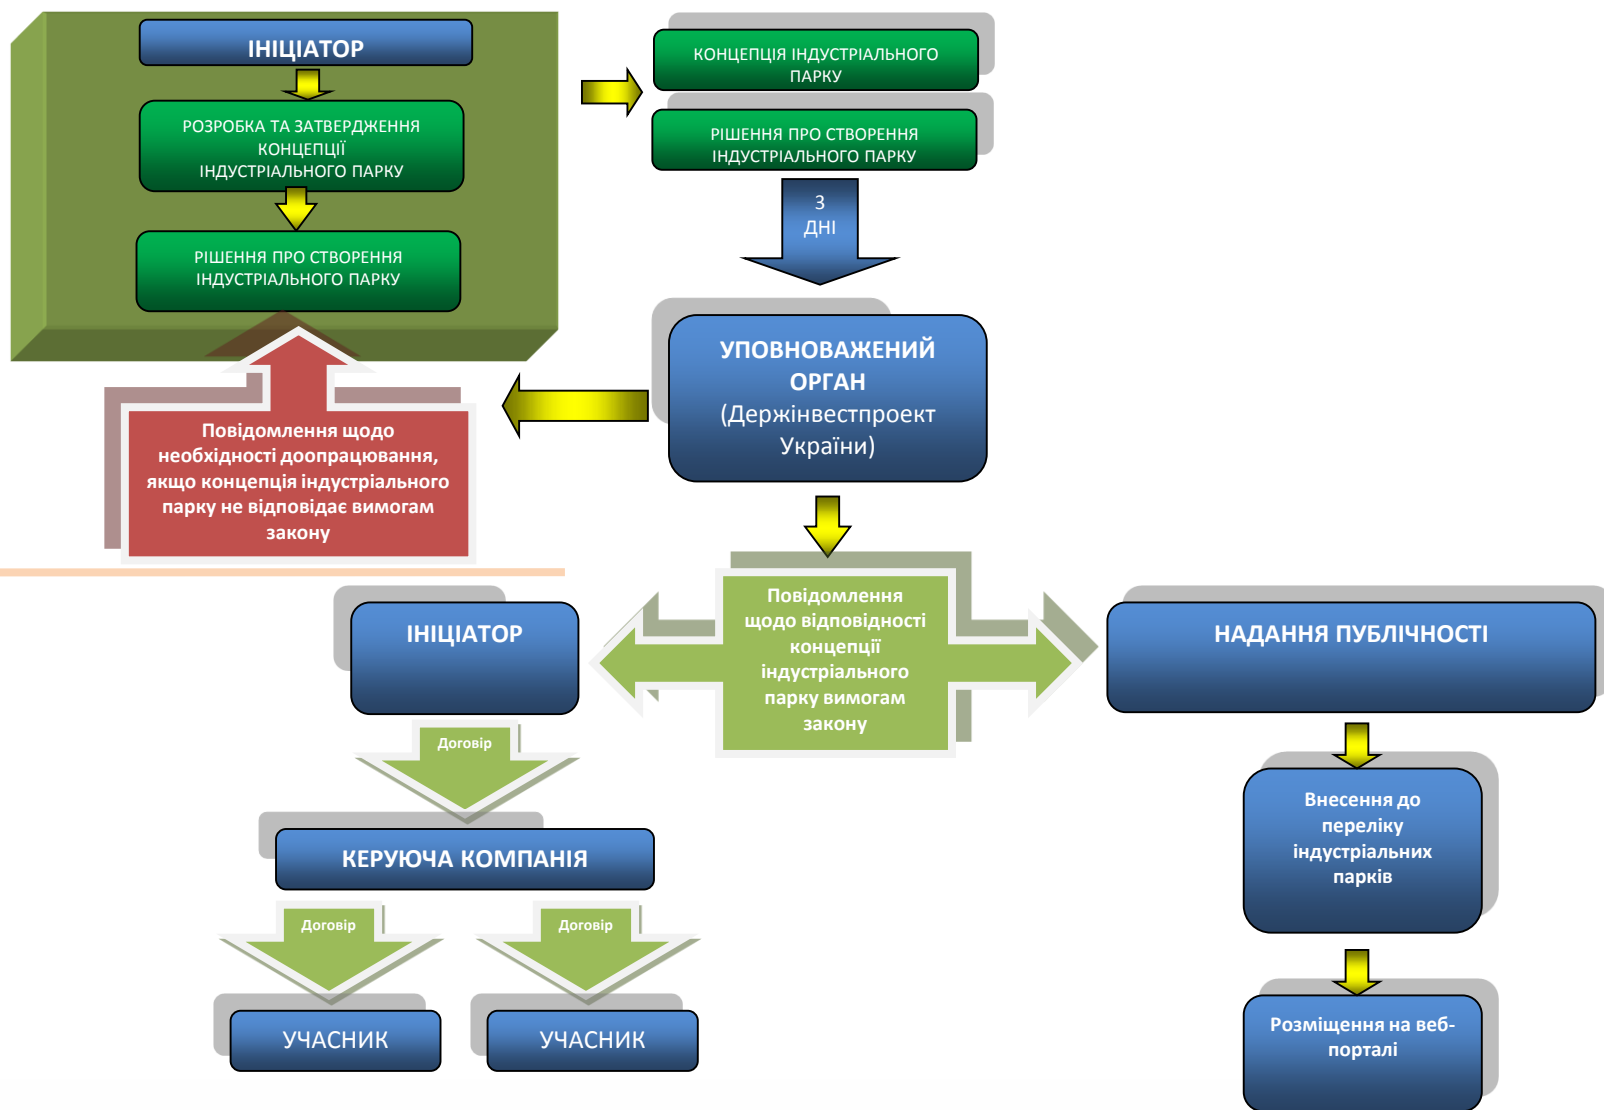 ІНІЦІАТОР
РОЗРОБКА ТА ЗАТВЕРДЖЕННЯ
КОНЦЕПЦІЇ
ІНДУСТРІАЛЬНОГО ПАРКУ
РІШЕННЯ ПРО СТВОРЕННЯ
ІНДУСТРІАЛЬНОГО ПАРКУ
КОНЦЕПЦІЯ ІНДУСТРІАЛЬНОГО
ПАРКУ
РІШЕННЯ ПРО СТВОРЕННЯ
ІНДУСТРІАЛЬНОГО ПАРКУ
3
ДНІ
УПОВНОВАЖЕНИЙ
ОРГАН
(Держінвестпроект
України)
Повідомлення щодо
необхідності доопрацювання,
якщо концепція індустріального
парку не відповідає вимогам
закону
Повідомлення
щодо відповідності
концепції
індустріального
парку вимогам
закону
ІНІЦІАТОР
НАДАННЯ ПУБЛІЧНОСТІ
Договір
КЕРУЮЧА КОМПАНІЯ
Договір
Договір
УЧАСНИК
УЧАСНИК
Внесення до
переліку
індустріальних
парків
Розміщення на веб-
порталі